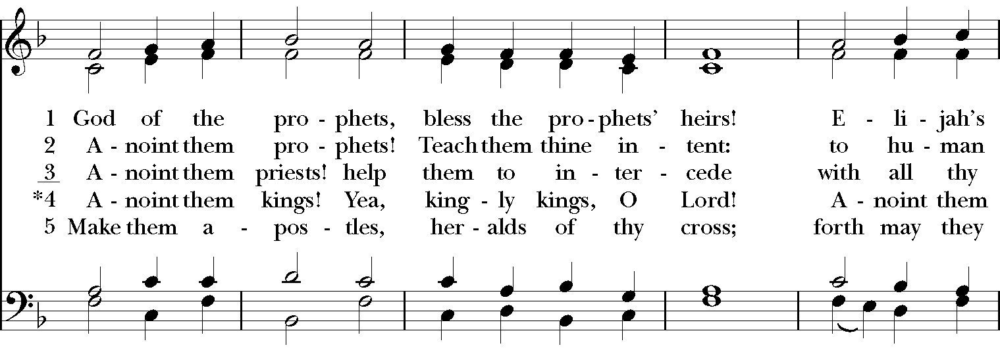 1 God of the pro - phets, bless the pro - phets’ heirs! E - li - jah’s
2 A - noint them pro - phets! Teach them thine in - tent: to hu - man
3 A - noint them priests! help them to in - ter - cede with all thy
*4 A - noint them kings! Yea, king - ly kings, O Lord! A - noint them
5 Make them a - pos - tles, her - alds of thy cross; forth may they